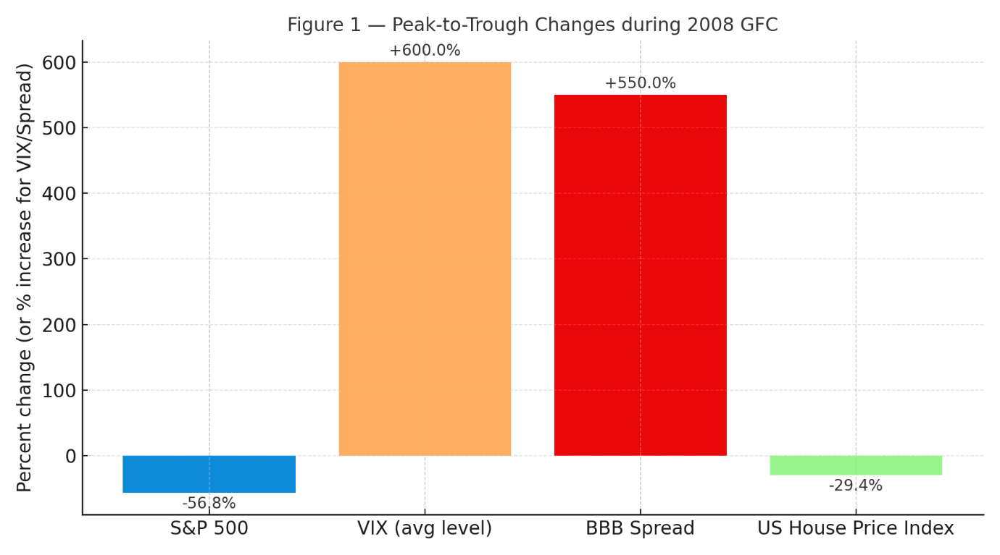 Figure 1 — Peak-to-Trough Changes during 2008 GFC
Percent change (or % increase for VIX/Spread)
600
500
400
300
200
100
0
+600.0%
+550.0%
-56.8%
-29.4%
S&P 500
VIX (avg level)
BBB Spread
US House Price Index